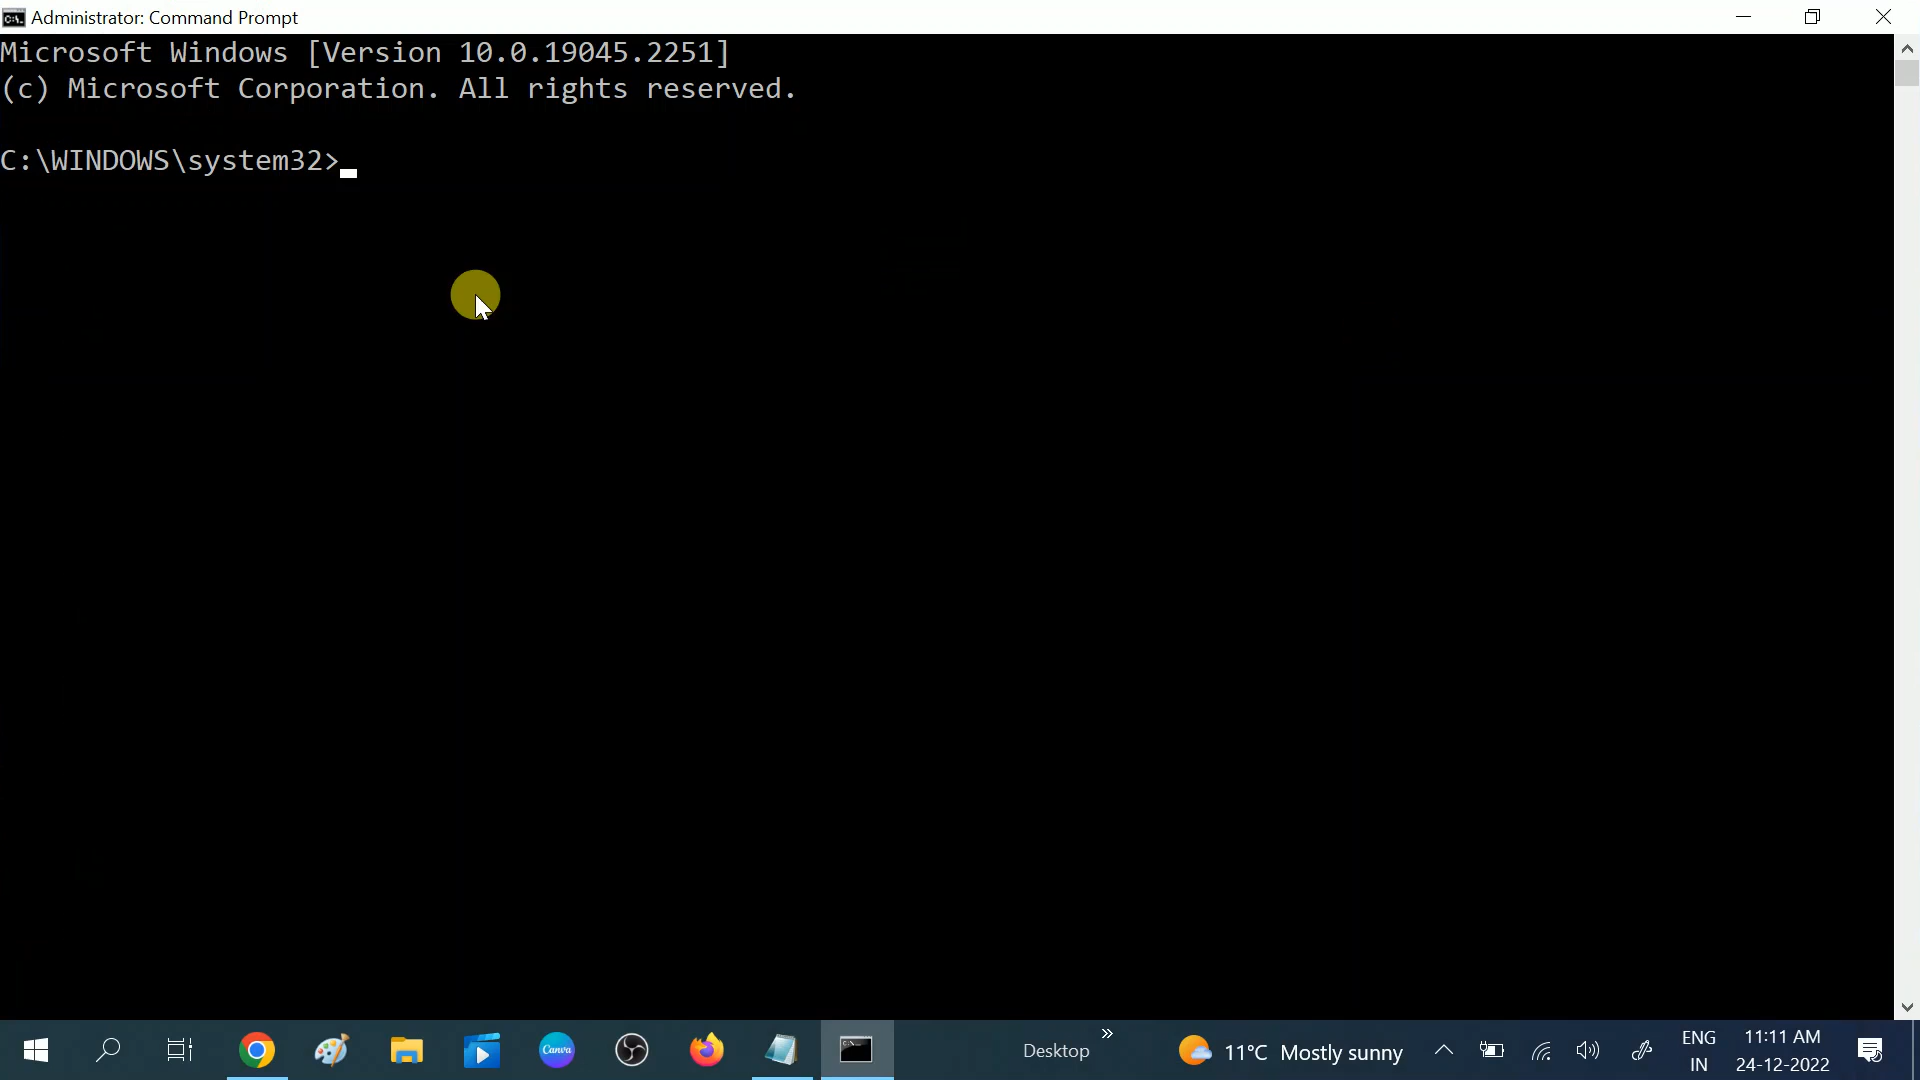 Administrator: Command Prompt
Microsoft Windows [Version 10.0.19045.2251]
(c) Microsoft Corporation. All rights reserved.
C:\WINDOWS\system32>
Canva
Desktop
11°C Mostly sunny
ENG
IN
11:11 AM
24-12-2022